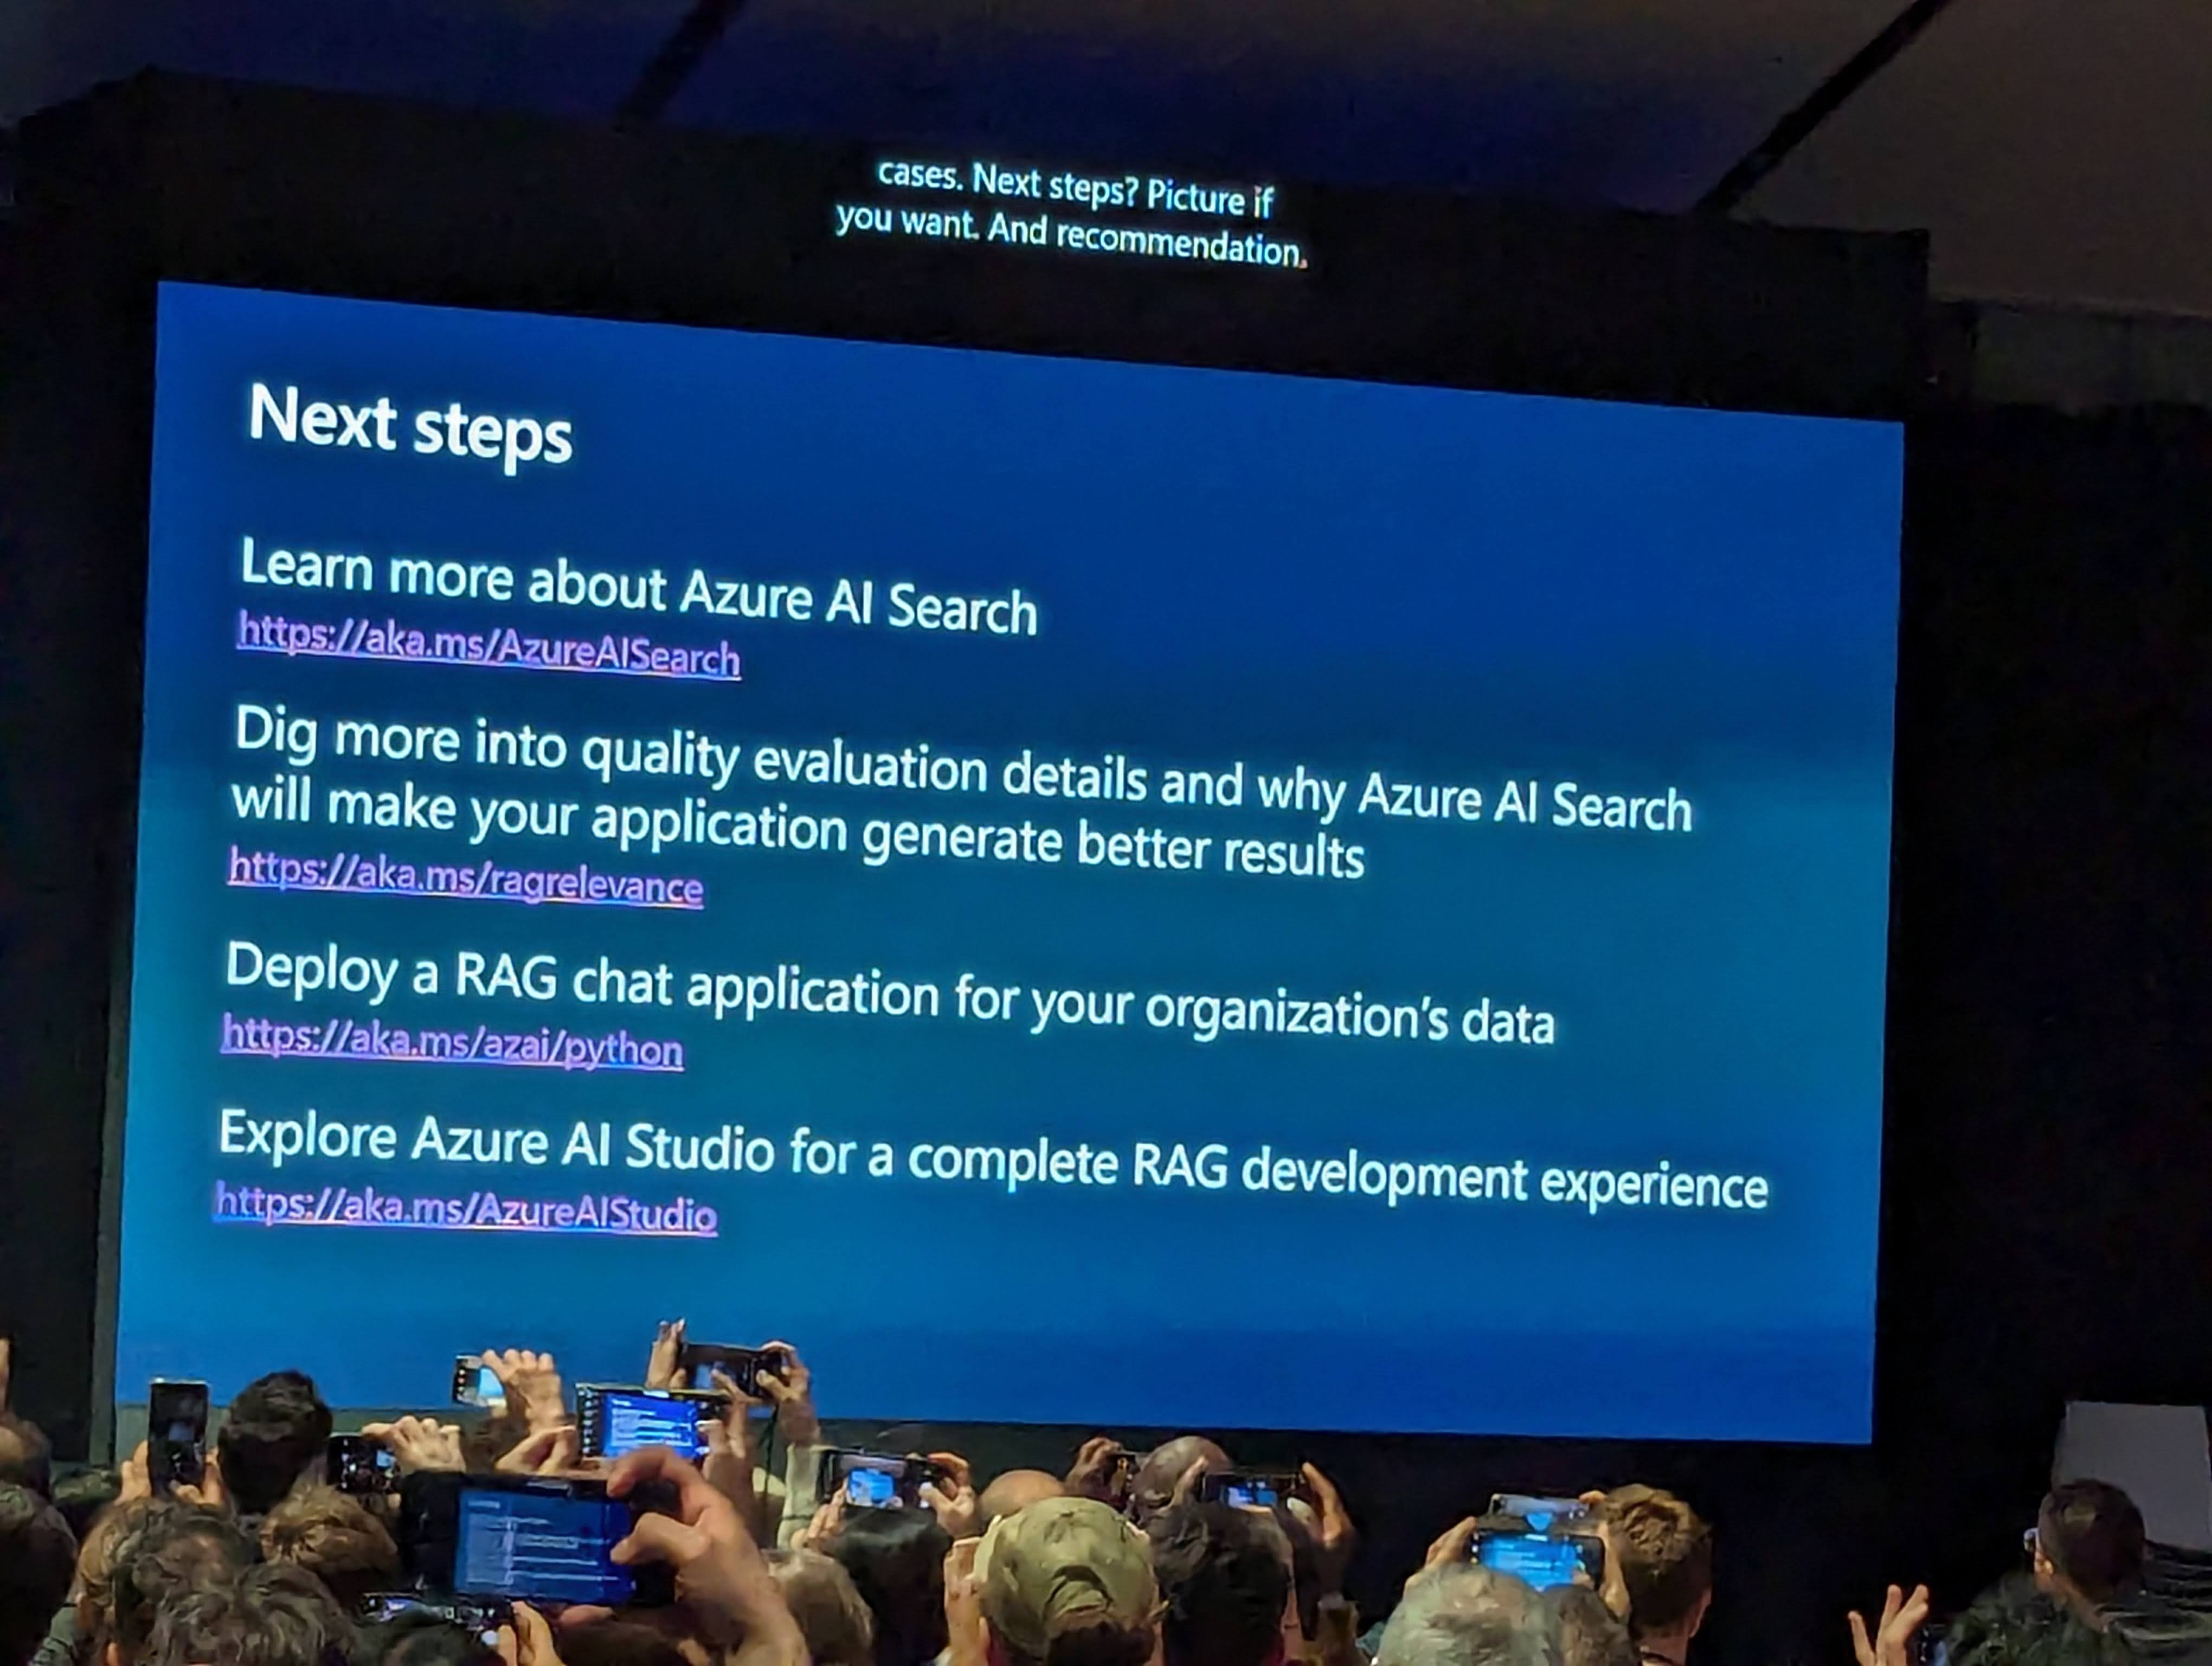 cases. Next steps? Picture if
you want. And recommendation.
Next steps
Learn more about Azure AI Search
https://aka.ms/AzureAISearch
Dig more into quality evaluation details and why Azure AI Search
will make your application generate better results
https://aka.ms/ragrelevance
Deploy a RAG chat application for your organization's data
https://aka.ms/azai/python
Explore Azure AI Studio for a complete RAG development experience
https://aka.ms/AzureAIStudio